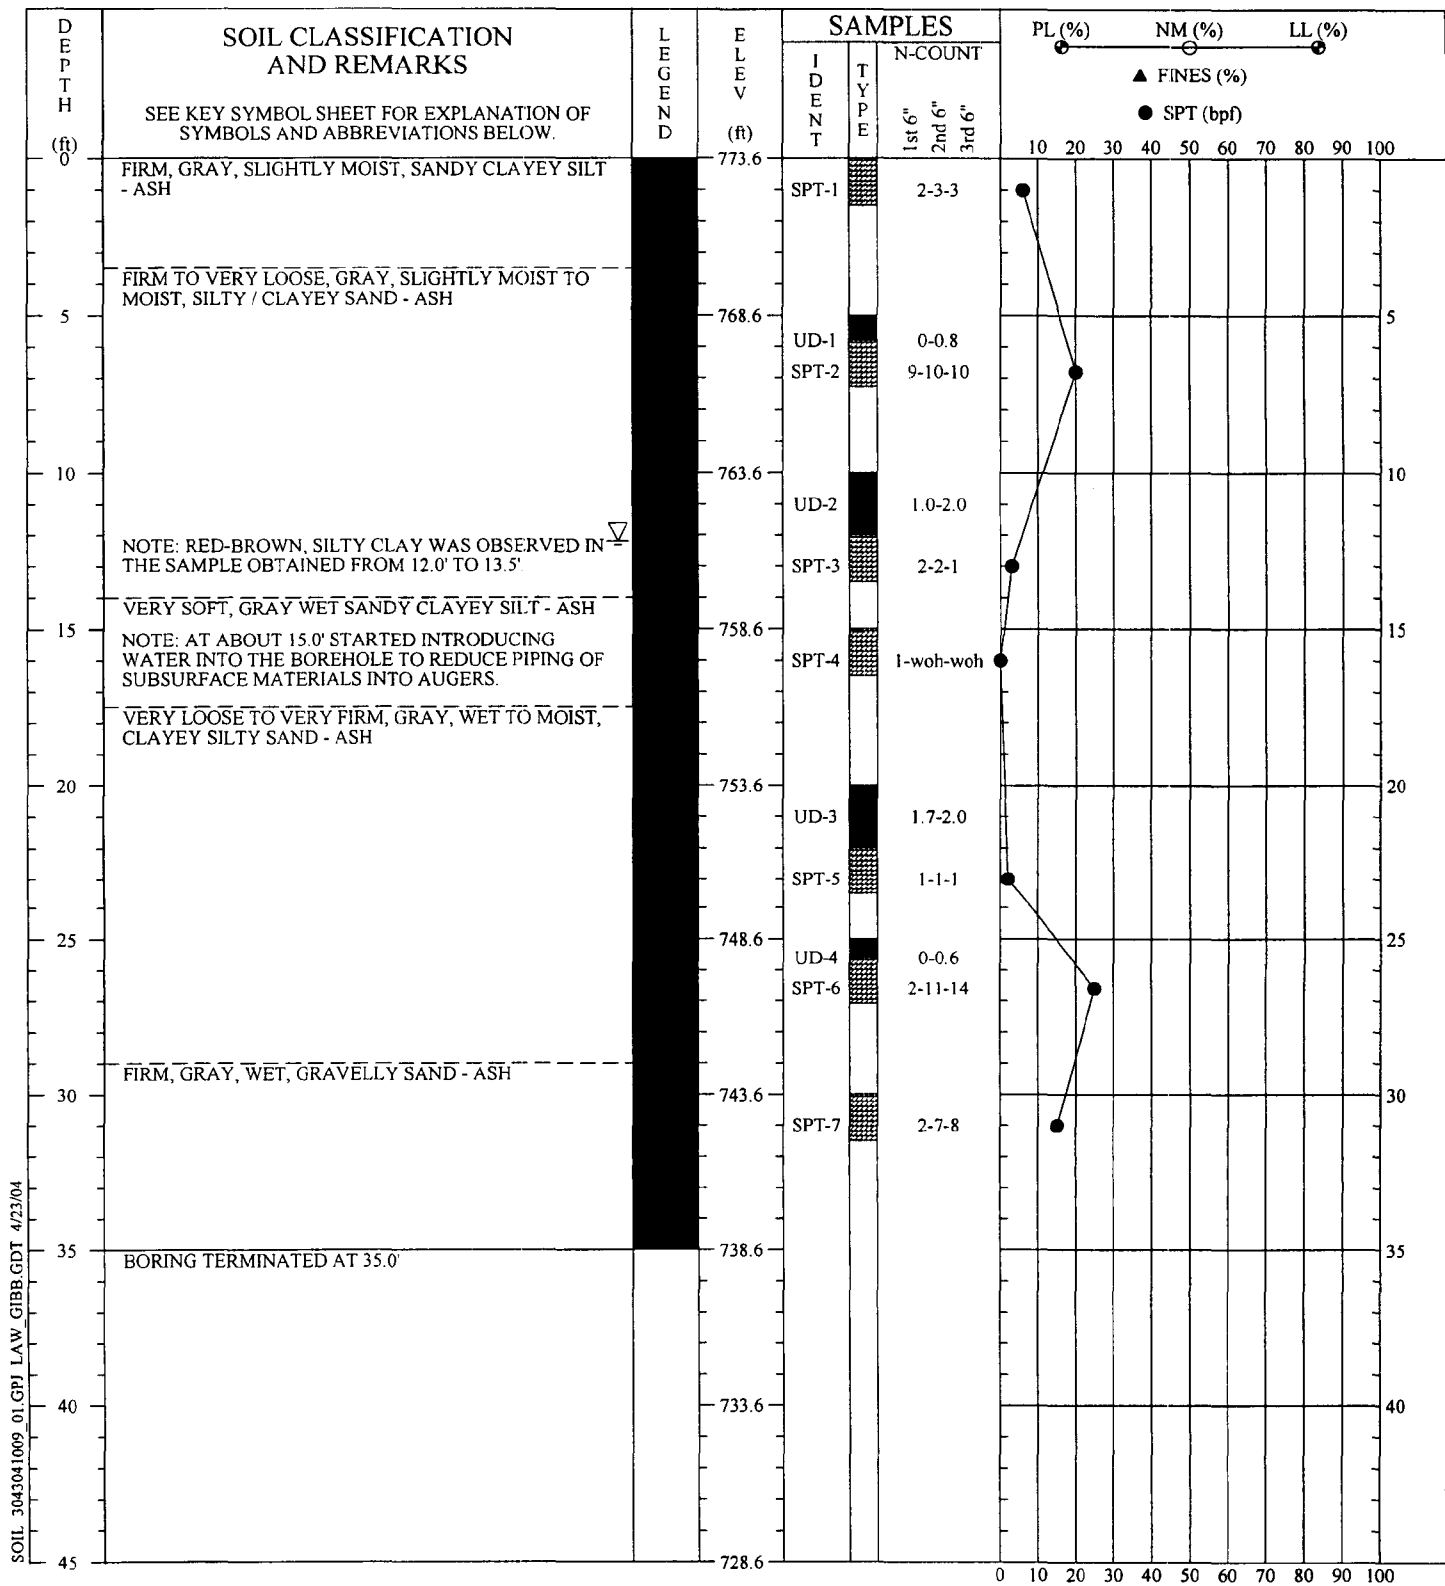 DEPTH (ft)
SOIL CLASSIFICATION
AND REMARKS
SEE KEY SYMBOL SHEET FOR EXPLANATION OF
SYMBOLS AND ABBREVIATIONS BELOW.
LEGEND
ELEV (ft)
SAMPLES
IDENT
TYPE
N-COUNT
1st 6"
2nd 6"
3rd 6"
PL (%) NM (%) LL (%)
▲ FINES (%)
● SPT (bpf)
10 20 30 40 50 60 70 80 90 100
0 773.6
FIRM, GRAY, SLIGHTLY MOIST, SANDY CLAYEY SILT
- ASH
SPT-1 2-3-3
FIRM TO VERY LOOSE, GRAY, SLIGHTLY MOIST TO
MOIST, SILTY / CLAYEY SAND - ASH
5 768.6 5
UD-1 0-0.8
SPT-2 9-10-10
10 763.6 10
UD-2 1.0-2.0
NOTE: RED-BROWN, SILTY CLAY WAS OBSERVED IN
THE SAMPLE OBTAINED FROM 12.0' TO 13.5'.
SPT-3 2-2-1
VERY SOFT, GRAY WET SANDY CLAYEY SILT - ASH
15 758.6 15
NOTE: AT ABOUT 15.0' STARTED INTRODUCING
WATER INTO THE BOREHOLE TO REDUCE PIPING OF
SUBSURFACE MATERIALS INTO AUGERS.
SPT-4 1-woh-woh
VERY LOOSE TO VERY FIRM, GRAY, WET TO MOIST,
CLAYEY SILTY SAND - ASH
20 753.6 20
UD-3 1.7-2.0
SPT-5 1-1-1
25 748.6 25
UD-4 0-0.6
SPT-6 2-11-14
FIRM, GRAY, WET, GRAVELLY SAND - ASH
30 743.6 30
SPT-7 2-7-8
35 738.6 35
BORING TERMINATED AT 35.0'
40 733.6 40
45 728.6
0 10 20 30 40 50 60 70 80 90 100
SOIL 3043041009_01.GPJ LAW_GIBB.GDT 4/23/04